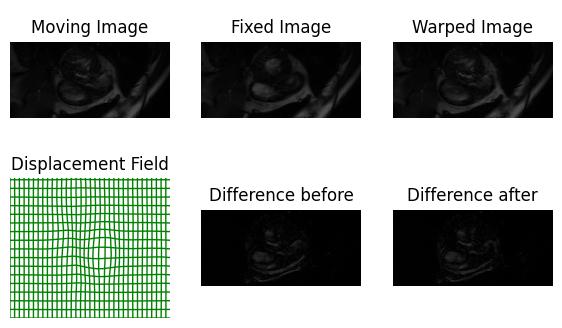 Moving Image
Fixed Image
Warped Image
Displacement Field
Difference before
Difference after